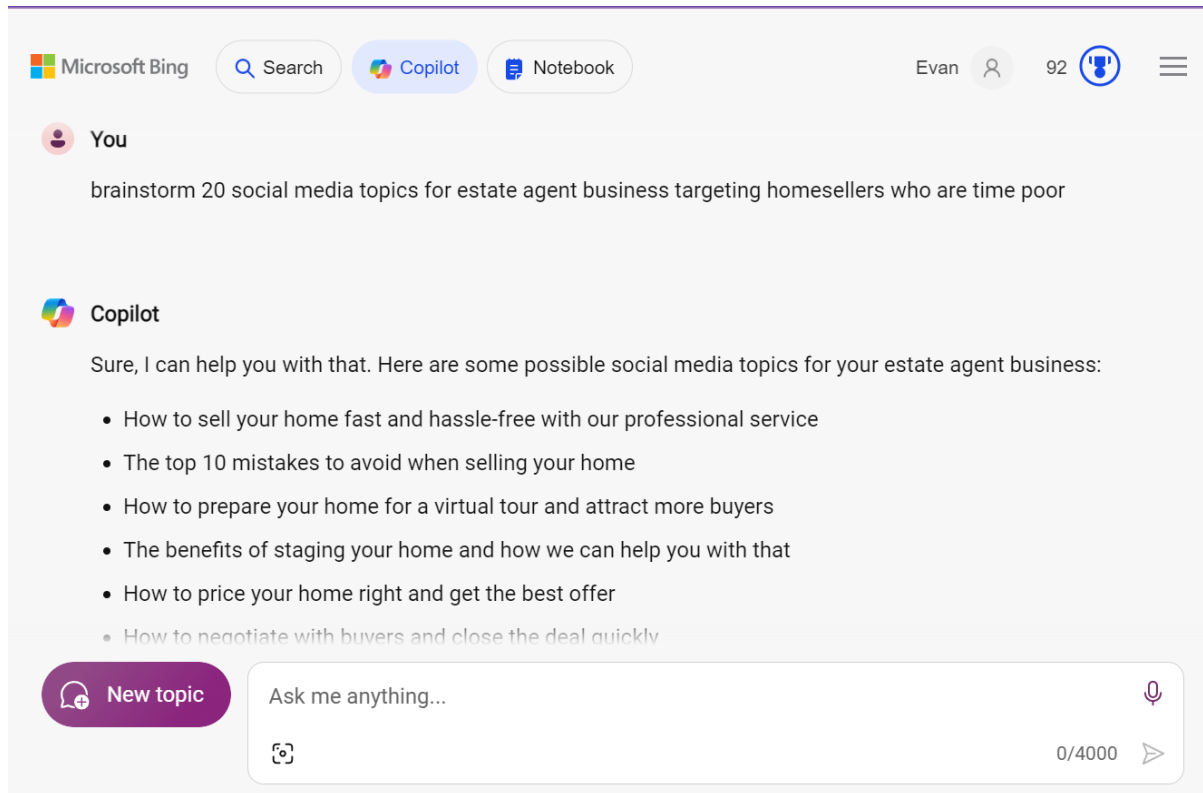 Microsoft Bing
Search
Copilot
Notebook
Evan
92
You
brainstorm 20 social media topics for estate agent business targeting homesellers who are time poor
Copilot
Sure, I can help you with that. Here are some possible social media topics for your estate agent business:
• How to sell your home fast and hassle-free with our professional service
• The top 10 mistakes to avoid when selling your home
• How to prepare your home for a virtual tour and attract more buyers
• The benefits of staging your home and how we can help you with that
• How to price your home right and get the best offer
• How to negotiate with buyers and close the deal quickly
New topic
Ask me anything...
0/4000